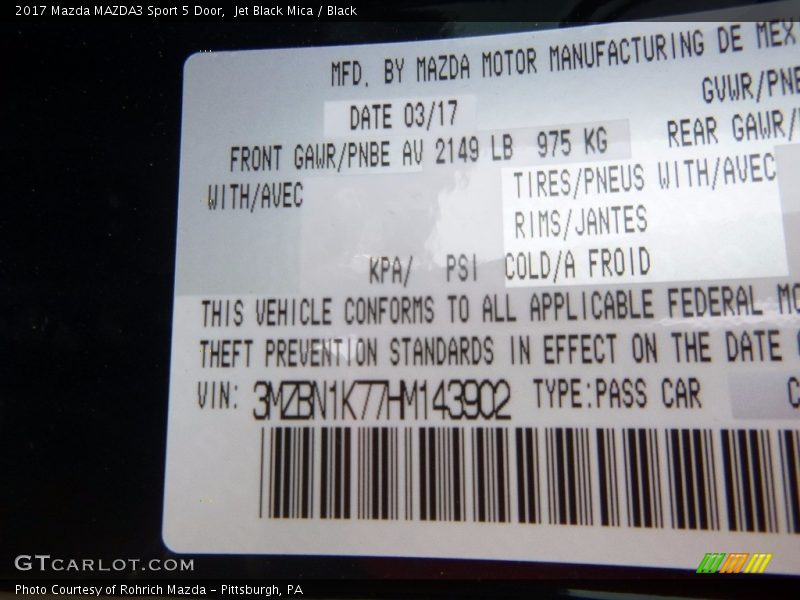 2017 Mazda MAZDA3 Sport 5 Door, Jet Black Mica / Black
MFD. BY MAZDA MOTOR MANUFACTURING DE MEX
GVWR/PNB
DATE 03/17
FRONT GAWR/PNBE AV 2149 LB 975 KG
REAR GAWR/
WITH/AVEC
TIRES/PNEUS WITH/AVEC
RIMS/JANTES
KPA/ PSI COLD/A FROID
THIS VEHICLE CONFORMS TO ALL APPLICABLE FEDERAL MO
THEFT PREVENTION STANDARDS IN EFFECT ON THE DATE
VIN: 3MZBN1K77HM143902 TYPE:PASS CAR
GTCARLOT.COM
Photo Courtesy of Rohrich Mazda - Pittsburgh, PA